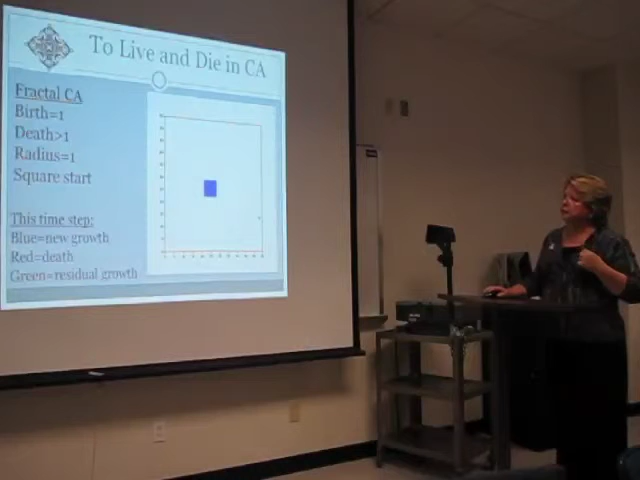 To Live and Die in CA
Fractal CA
Birth=1
Death>1
Radius=1
Square start
This time step:
Blue=new growth
Red=death
Green=residual growth